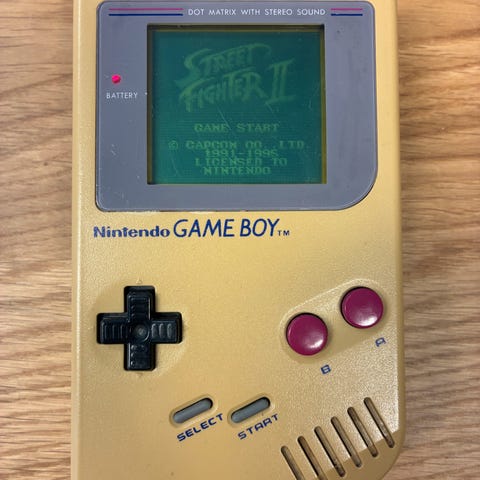 DOT MATRIX WITH STEREO SOUND
BATTERY
STREET
FIGHTER II
GAME START
© CAPCOM CO., LTD.
1991-1995
LICENSED TO
NINTENDO
Nintendo GAME BOY™
B A
SELECT START